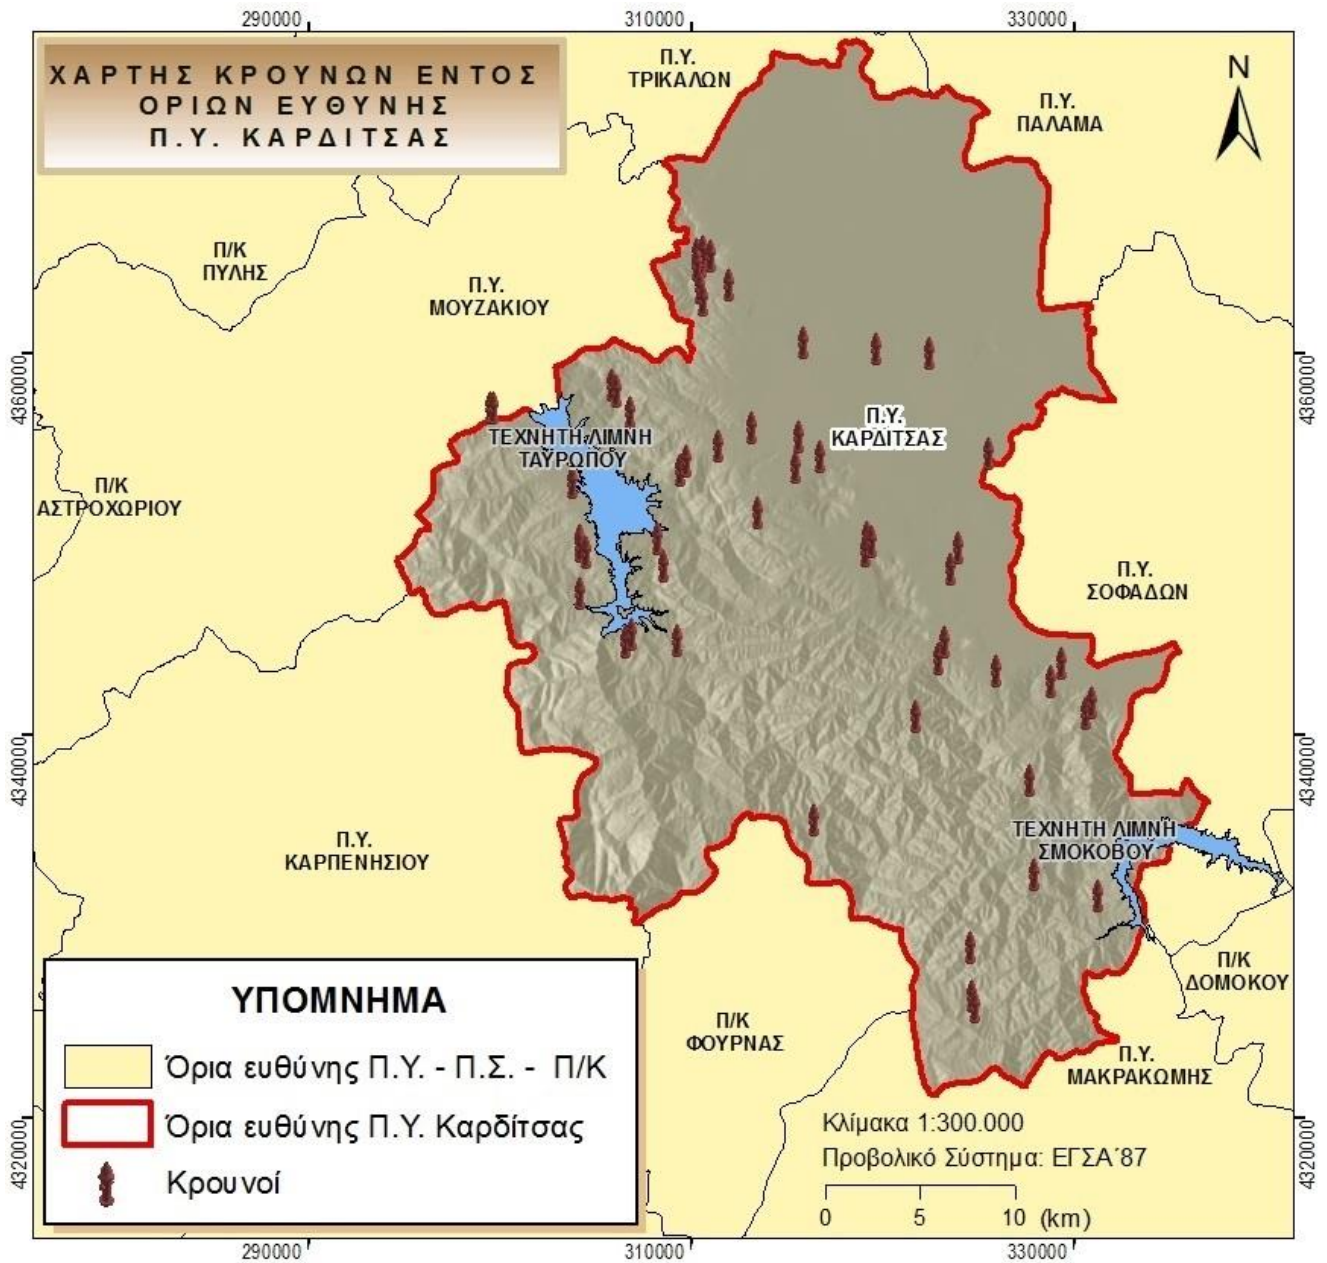 290000
310000
330000
ΧΑΡΤΗΣ ΚΡΟΥΝΩΝ ΕΝΤΟΣ
ΟΡΙΩΝ ΕΥΘΥΝΗΣ
Π.Υ. ΚΑΡΔΙΤΣΑΣ
Π.Υ.
ΤΡΙΚΑΛΩΝ
N
Π.Υ.
ΠΑΛΑΜΑ
Π/Κ
ΠΥΛΗΣ
Π.Υ.
ΜΟΥΖΑΚΙΟΥ
4360000
4360000
Π.Υ.
ΚΑΡΔΙΤΣΑΣ
ΤΕΧΝΗΤΗ ΛΙΜΝΗ
ΤΑΥΡΩΠΟΥ
Π/Κ
ΑΣΤΡΟΧΩΡΙΟΥ
Π.Υ.
ΣΟΦΑΔΩΝ
4340000
4340000
Π.Υ.
ΚΑΡΠΕΝΗΣΙΟΥ
ΤΕΧΝΗΤΗ ΛΙΜΝΗ
ΣΜΟΚΟΒΟΥ
Π/Κ
ΔΟΜΟΚΟΥ
Π/Κ
ΦΟΥΡΝΑΣ
Π.Υ.
ΜΑΚΡΑΚΩΜΗΣ
ΥΠΟΜΝΗΜΑ
Όρια ευθύνης Π.Υ. - Π.Σ. - Π/Κ
Όρια ευθύνης Π.Υ. Καρδίτσας
Κρουνοί
Κλίμακα 1:300.000
Προβολικό Σύστημα: ΕΓΣΑ΄87
0 5 10 (km)
4320000
4320000
290000
310000
330000